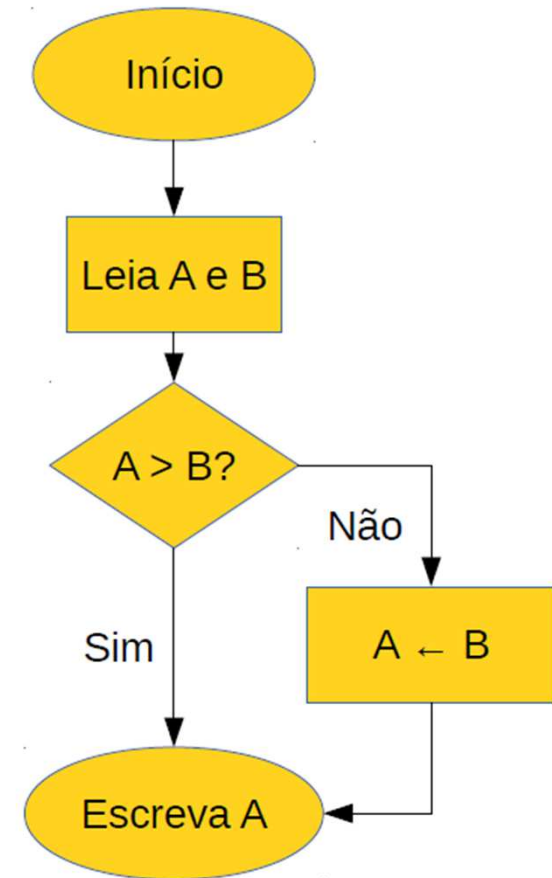 Início
Leia A e B
A > B?
Não
Sim
A ← B
Escreva A